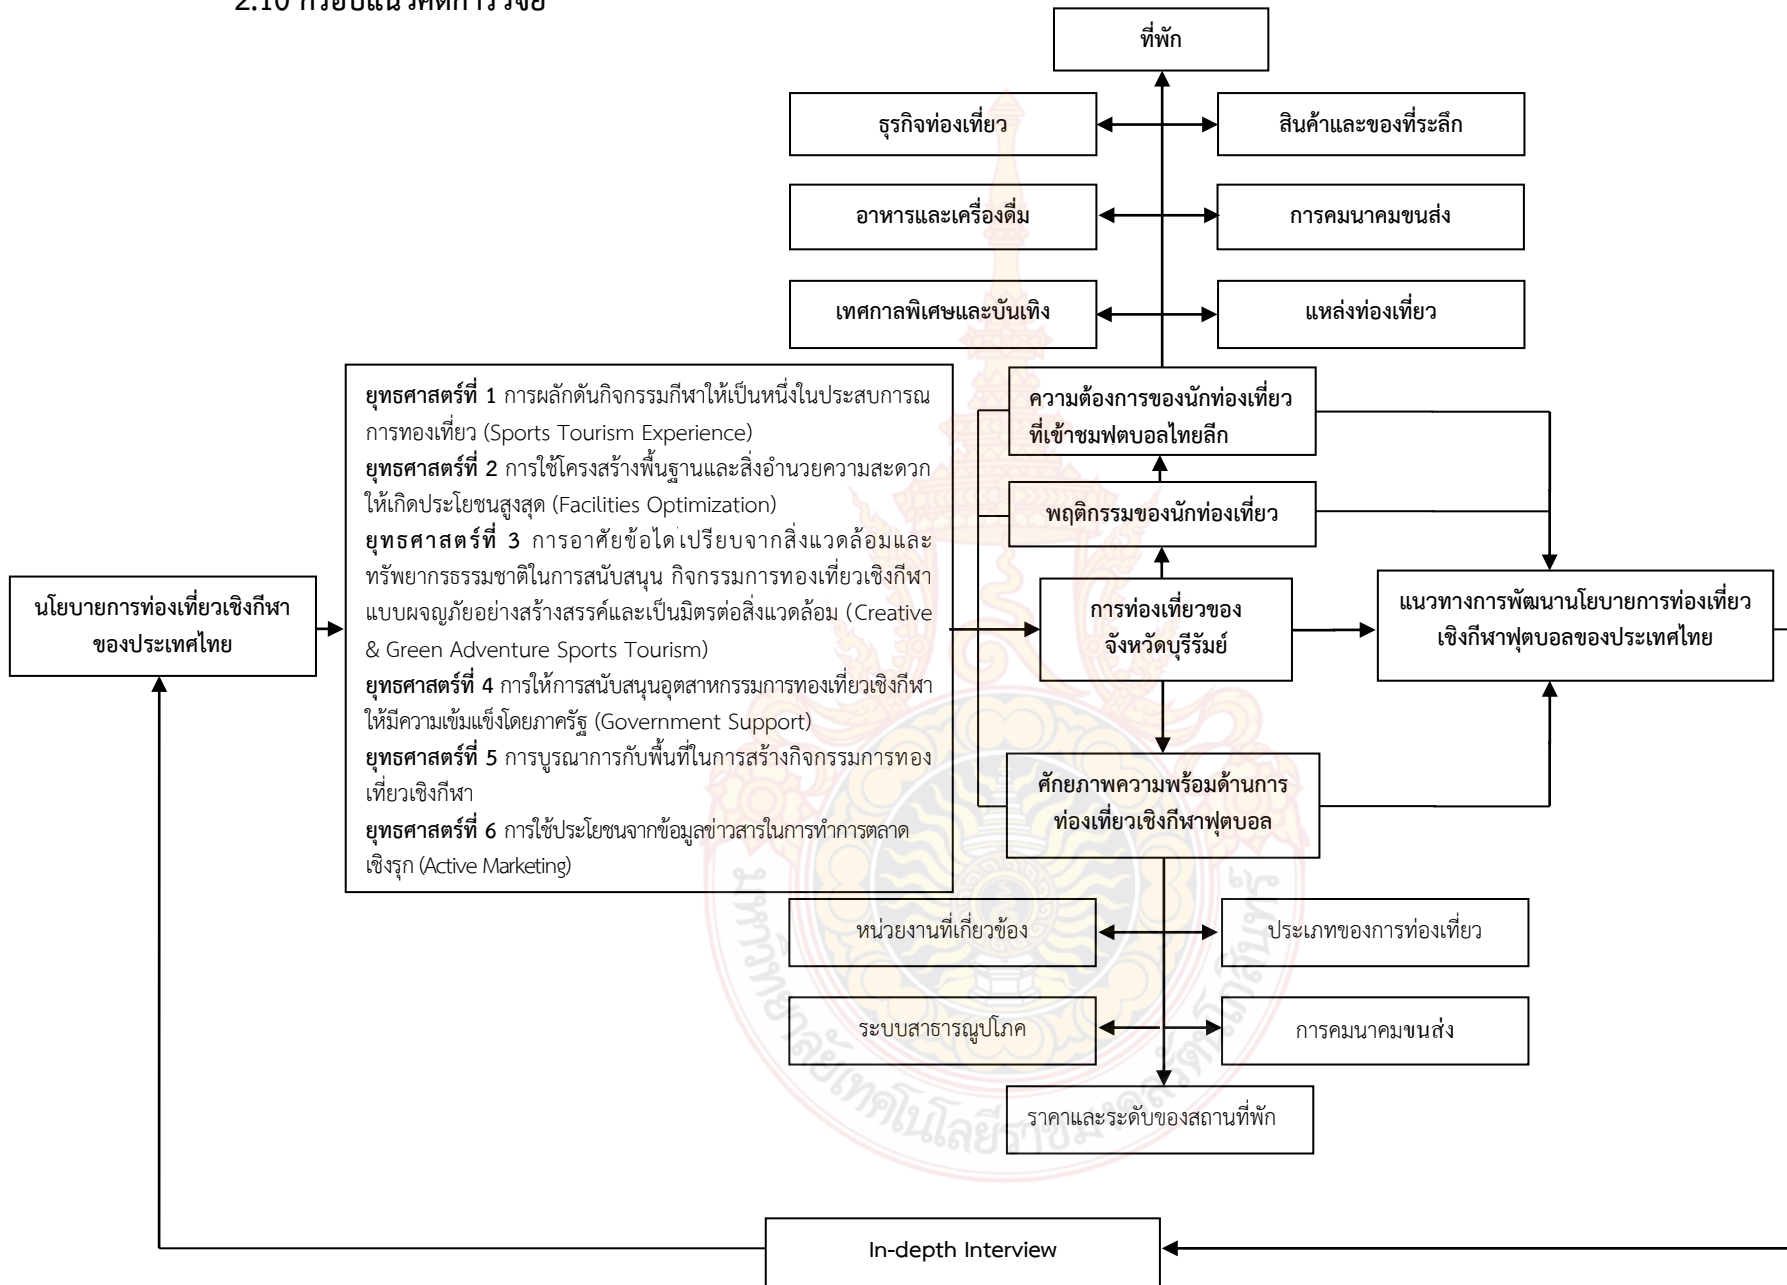 2.10 กรอบแนวคิดการวิจัย
ที่พัก
ธุรกิจท่องเที่ยว
สินค้าและของที่ระลึก
อาหารและเครื่องดื่ม
การคมนาคมขนส่ง
เทศกาลพิเศษและบันเทิง
แหล่งท่องเที่ยว
นโยบายการท่องเที่ยวเชิงกีฬา
ของประเทศไทย
ยุทธศาสตร์ที่ 1 การผลักดันกิจกรรมกีฬาให้เป็นหนึ่งในประสบการณ
การทองเที่ยว (Sports Tourism Experience)
ยุทธศาสตร์ที่ 2 การใช้โครงสร้างพื้นฐานและสิ่งอำนวยความสะดวก
ให้เกิดประโยชนสูงสุด (Facilities Optimization)
ยุทธศาสตร์ที่ 3 การอาศัยข้อได้เปรียบจากสิ่งแวดล้อมและ
ทรัพยากรธรรมชาติในการสนับสนุน กิจกรรมการทองเที่ยวเชิงกีฬา
แบบผจญภัยอย่างสร้างสรรค์และเป็นมิตรต่อสิ่งแวดล้อม (Creative
& Green Adventure Sports Tourism)
ยุทธศาสตร์ที่ 4 การให้การสนับสนุนอุตสาหกรรมการทองเที่ยวเชิงกีฬา
ให้มีความเข้มแข็งโดยภาครัฐ (Government Support)
ยุทธศาสตร์ที่ 5 การบูรณาการกับพื้นที่ในการสร้างกิจกรรมการทอง
เที่ยวเชิงกีฬา
ยุทธศาสตร์ที่ 6 การใช้ประโยชนจากข้อมูลข่าวสารในการทำการตลาด
เชิงรุก (Active Marketing)
ความต้องการของนักท่องเที่ยว
ที่เข้าชมฟุตบอลไทยลีก
พฤติกรรมของนักท่องเที่ยว
การท่องเที่ยวของ
จังหวัดบุรีรัมย์
แนวทางการพัฒนานโยบายการท่องเที่ยว
เชิงกีฬาฟุตบอลของประเทศไทย
ศักยภาพความพร้อมด้านการ
ท่องเที่ยวเชิงกีฬาฟุตบอล
หน่วยงานที่เกี่ยวข้อง
ประเภทของการท่องเที่ยว
ระบบสาธารณูปโภค
การคมนาคมขนส่ง
ราคาและระดับของสถานที่พัก
มหาวิทยาลัยเทคโนโลยีราชมงคลรัตนโกสินทร์
In-depth Interview